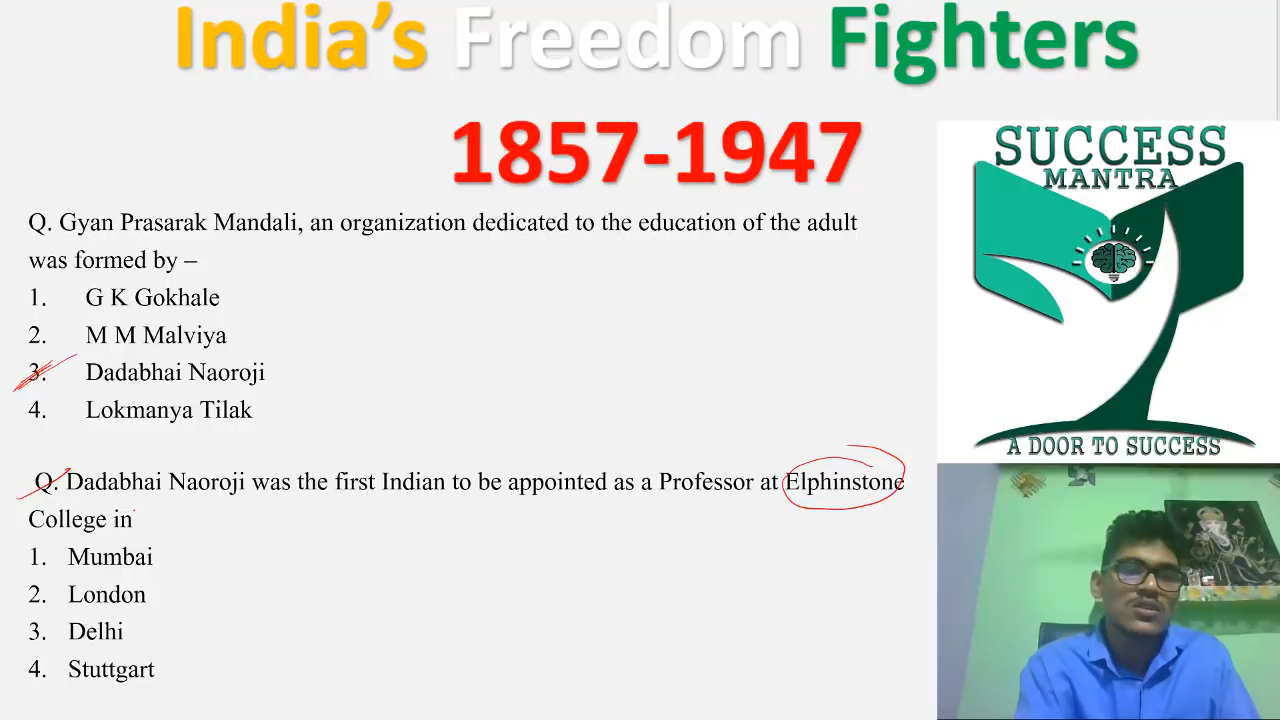 India's Freedom Fighters
1857-1947
SUCCESS
MANTRA
A DOOR TO SUCCESS
Q. Gyan Prasarak Mandali, an organization dedicated to the education of the adult
was formed by –
1. G K Gokhale
2. M M Malviya
3. Dadabhai Naoroji
4. Lokmanya Tilak
Q. Dadabhai Naoroji was the first Indian to be appointed as a Professor at Elphinstone
College in
1. Mumbai
2. London
3. Delhi
4. Stuttgart